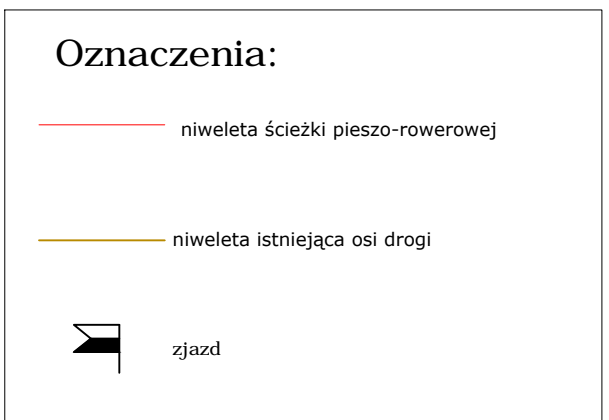 Oznaczenia:
niweleta ścieżki pieszo-rowerowej
niweleta istniejąca osi drogi
zjazd